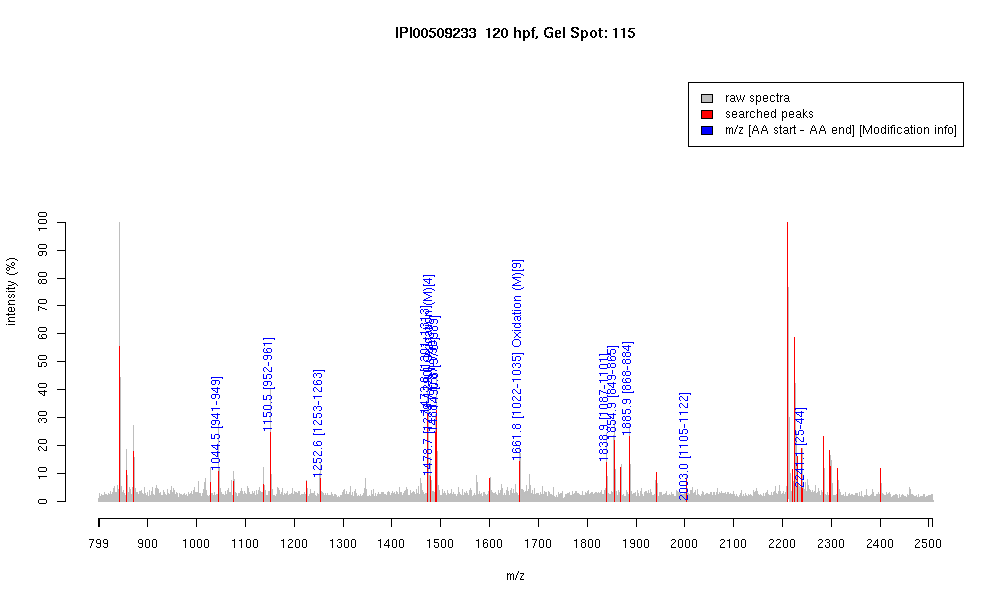 IPI00509233 120 hpf, Gel Spot: 115
raw spectra
searched peaks
m/z [AA start - AA end] [Modification info]
intensity (%)
100
90
80
70
60
50
40
30
20
10
0
1044.5 [941-949]
1150.5 [952-961]
1252.6 [1253-1263]
1661.8 [1022-1035] Oxidation (M)[9]
1838.9 [1087-1101]
1854.9 [849-865]
1885.9 [868-884]
2003.0 [1105-1122]
2241.1 [25-44]
799 900 1000 1100 1200 1300 1400 1500 1600 1700 1800 1900 2000 2100 2200 2300 2400 2500
m/z